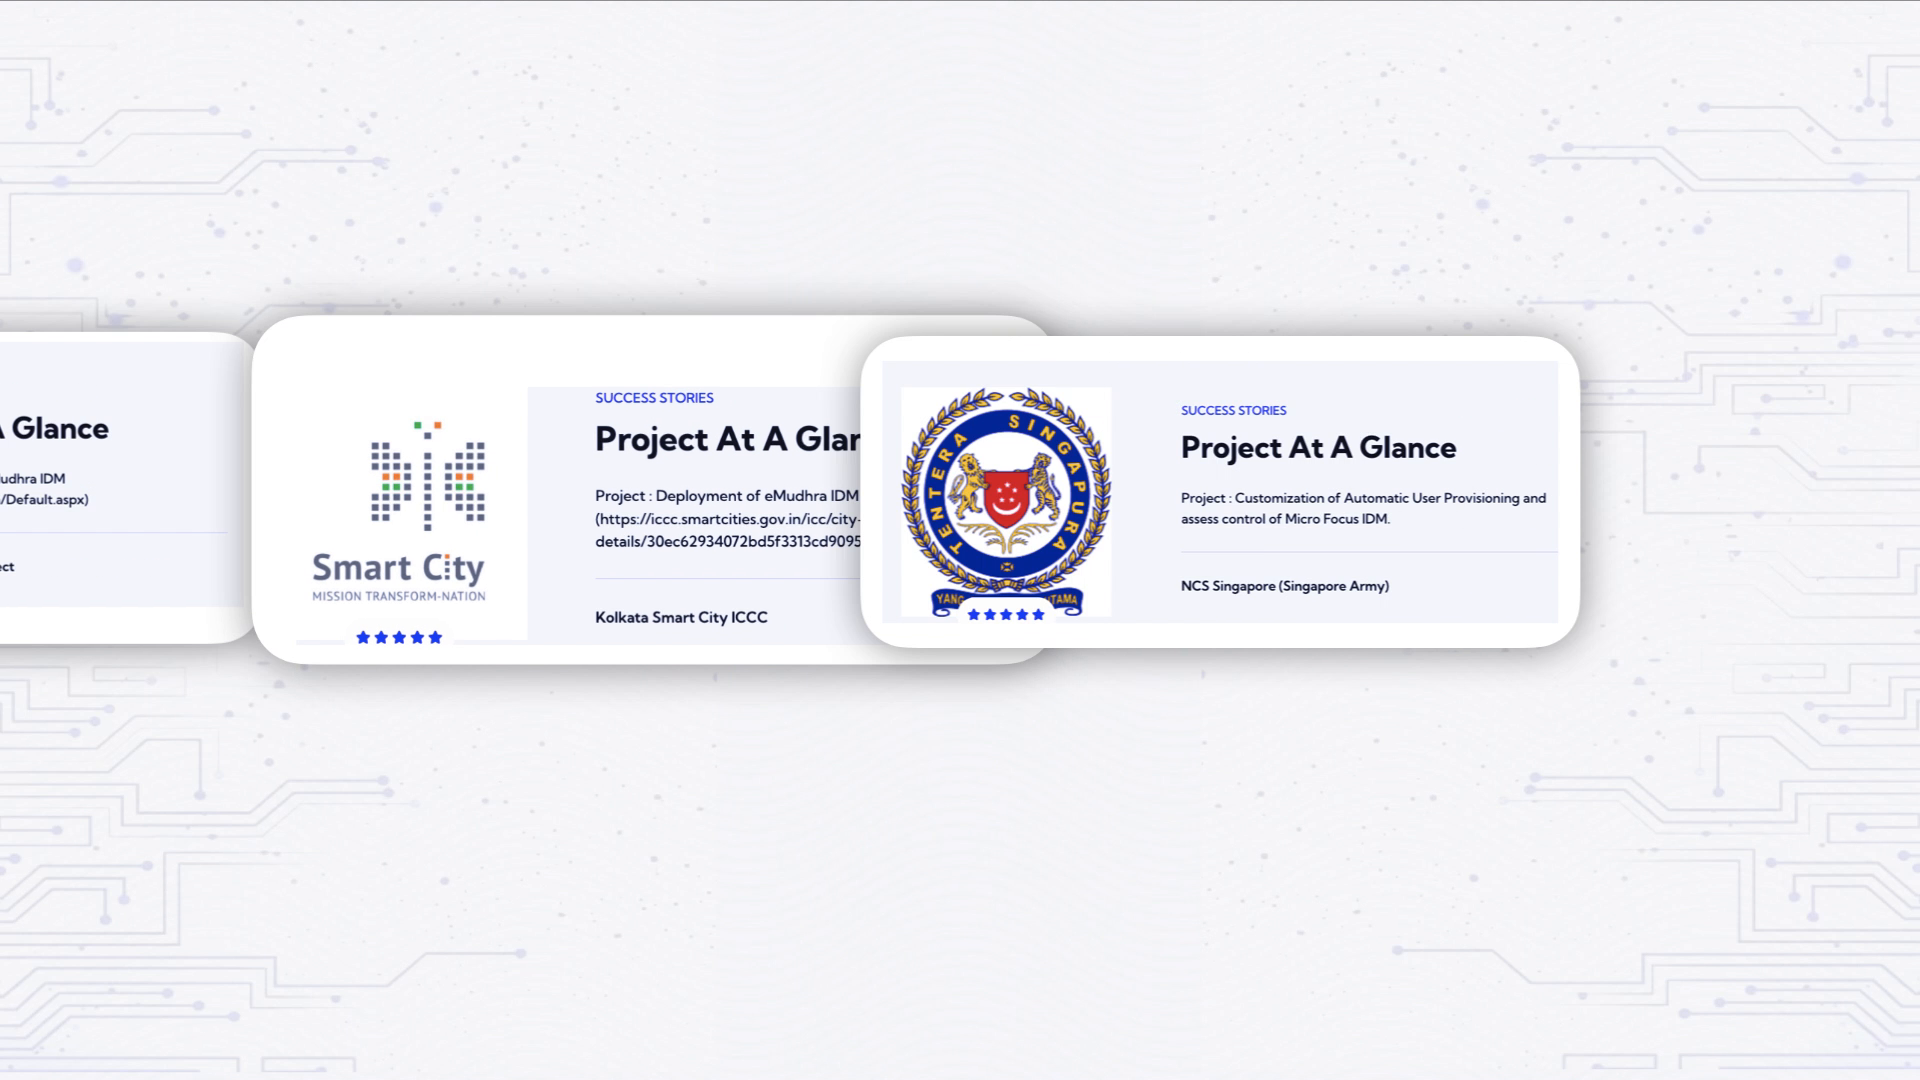 Glance
udhra IDM
/Default.aspx)
ect
Smart City
MISSION TRANSFORM-NATION
SUCCESS STORIES
Project At A Glan
Project : Deployment of eMudhra IDM
(https://iccc.smartcities.gov.in/icc/city-
details/30ec62934072bd5f3313cd9095
Kolkata Smart City ICCC
TENTERA SINGAPURA
YANG
TAMA
SUCCESS STORIES
Project At A Glance
Project : Customization of Automatic User Provisioning and
assess control of Micro Focus IDM.
NCS Singapore (Singapore Army)